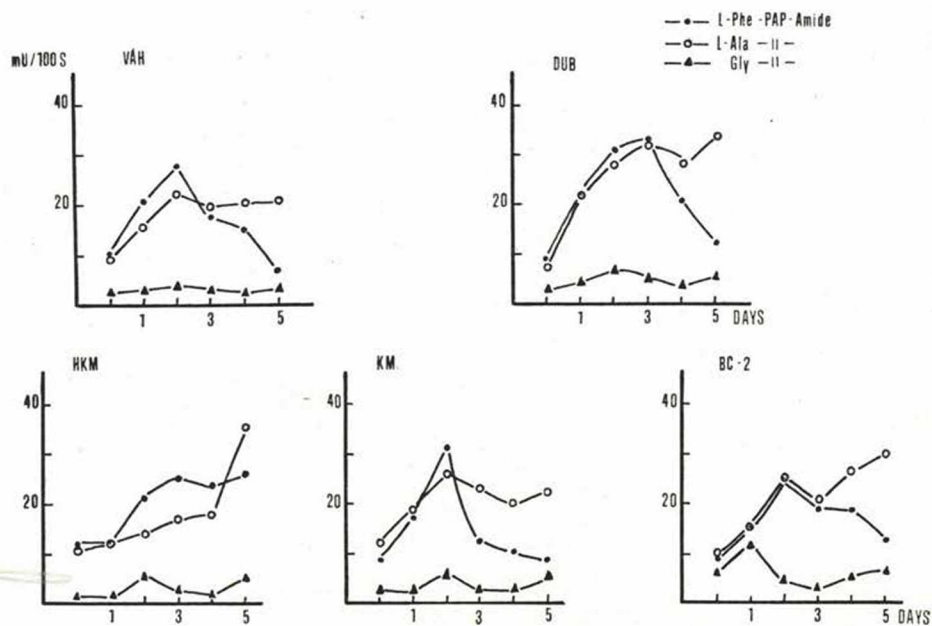 L-Phe-PAP-Amide
L-Ala -II-
Gly -II-
mU/100 S VÁH
40
20
1 3 5
DUB
40
20
1 3 5 DAYS
HKM
40
20
1 3 5
KM
40
20
1 3 5
BC-2
40
20
1 3 5 DAYS